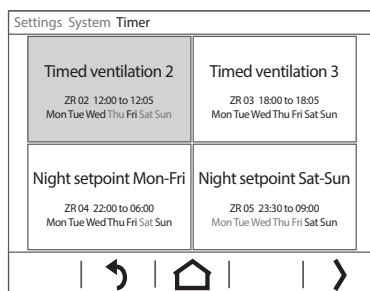 Settings System Timer
Timed ventilation 2
ZR 02 12:00 to 12:05
Mon Tue Wed Thu Fri Sat Sun
Timed ventilation 3
ZR 03 18:00 to 18:05
Mon Tue Wed Thu Fri Sat Sun
Night setpoint Mon-Fri
ZR 04 22:00 to 06:00
Mon Tue Wed Thu Fri Sat Sun
Night setpoint Sat-Sun
ZR 05 23:30 to 09:00
Mon Tue Wed Thu Fri Sat Sun